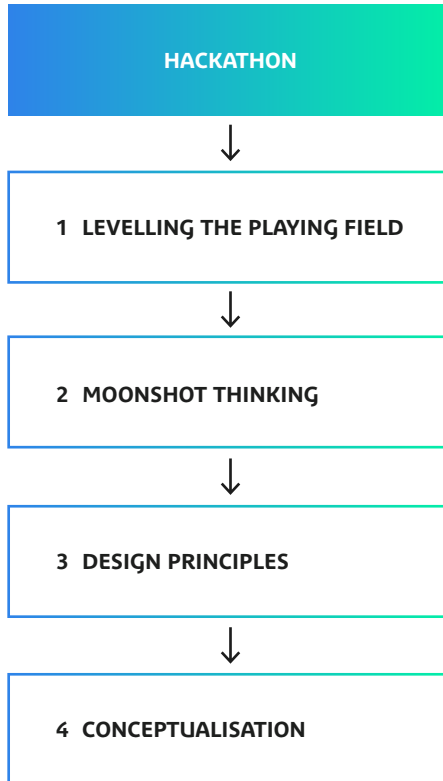 HACKATHON
1 LEVELLING THE PLAYING FIELD
2 MOONSHOT THINKING
3 DESIGN PRINCIPLES
4 CONCEPTUALISATION